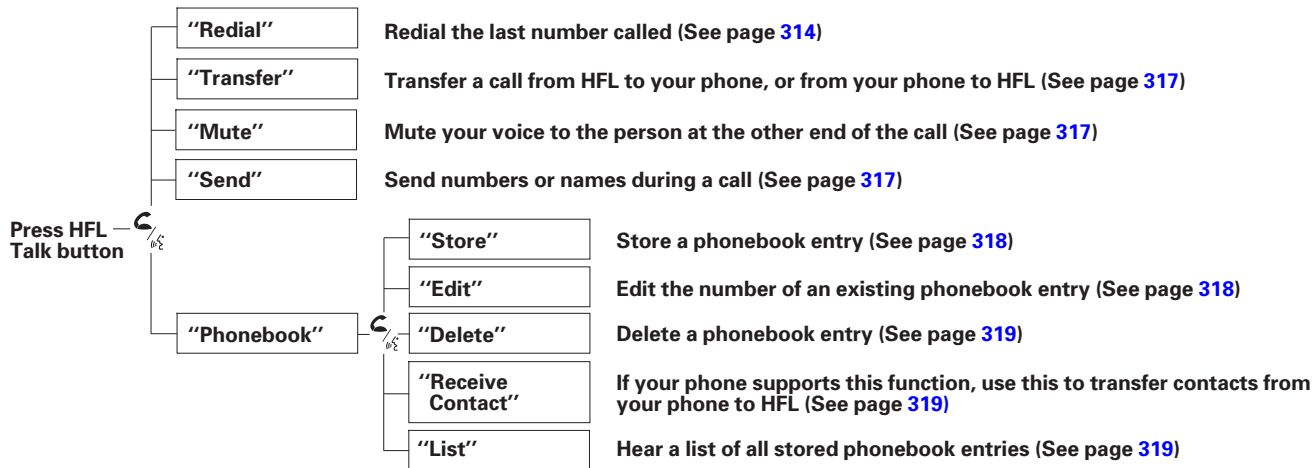 "Redial" Redial the last number called (See page 314)
"Transfer" Transfer a call from HFL to your phone, or from your phone to HFL (See page 317)
"Mute" Mute your voice to the person at the other end of the call (See page 317)
"Send" Send numbers or names during a call (See page 317)
Press HFL
Talk button
"Phonebook"
"Store" Store a phonebook entry (See page 318)
"Edit" Edit the number of an existing phonebook entry (See page 318)
"Delete" Delete a phonebook entry (See page 319)
"Receive
Contact"
If your phone supports this function, use this to transfer contacts from
your phone to HFL (See page 319)
"List" Hear a list of all stored phonebook entries (See page 319)